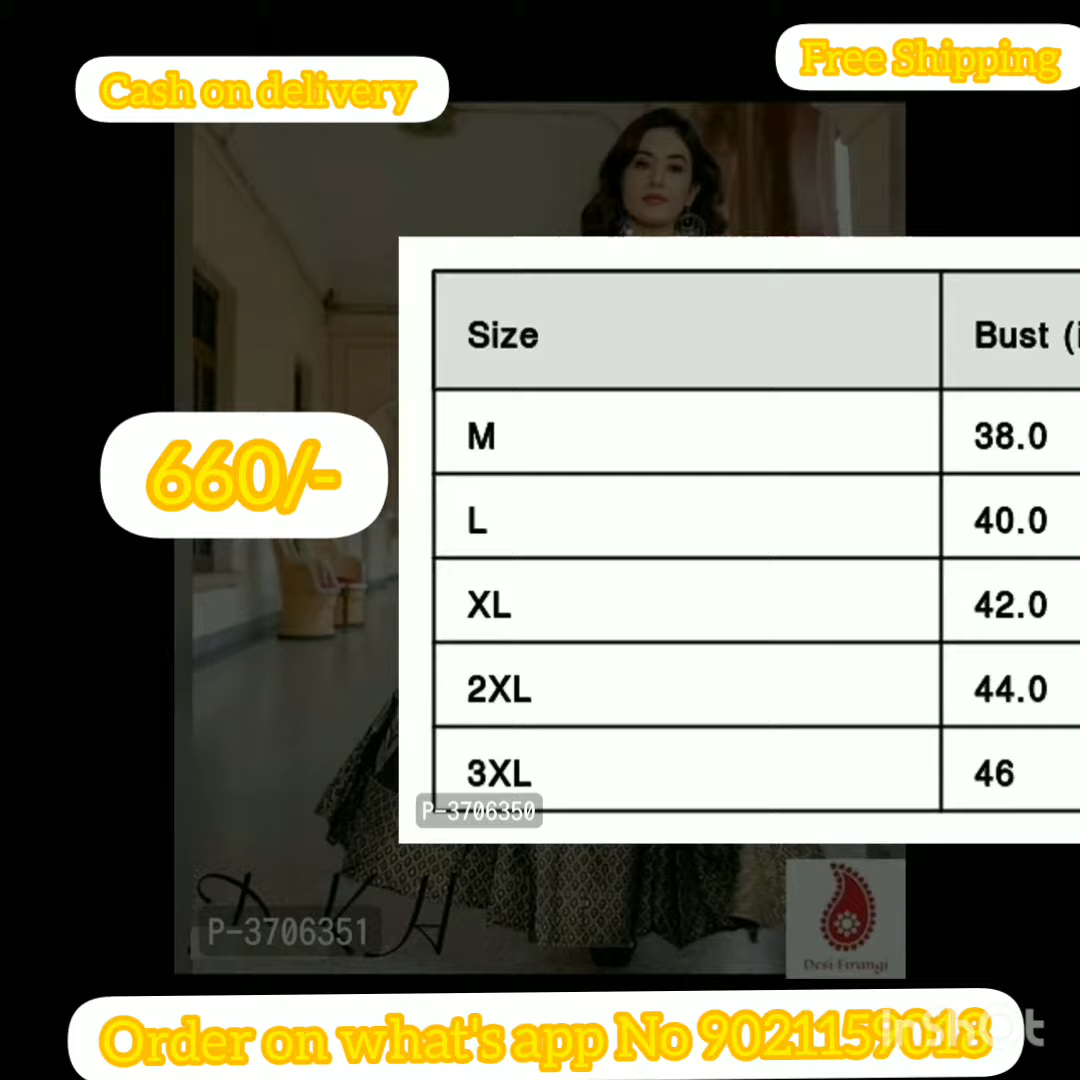 Free Shipping
Cash on delivery
Size Bust (i
M 38.0
660/-
L 40.0
XL 42.0
2XL 44.0
3XL 46
P-3706350
P-3706351
Desi Firangi
Order on what's app No 9021159018
InShOt